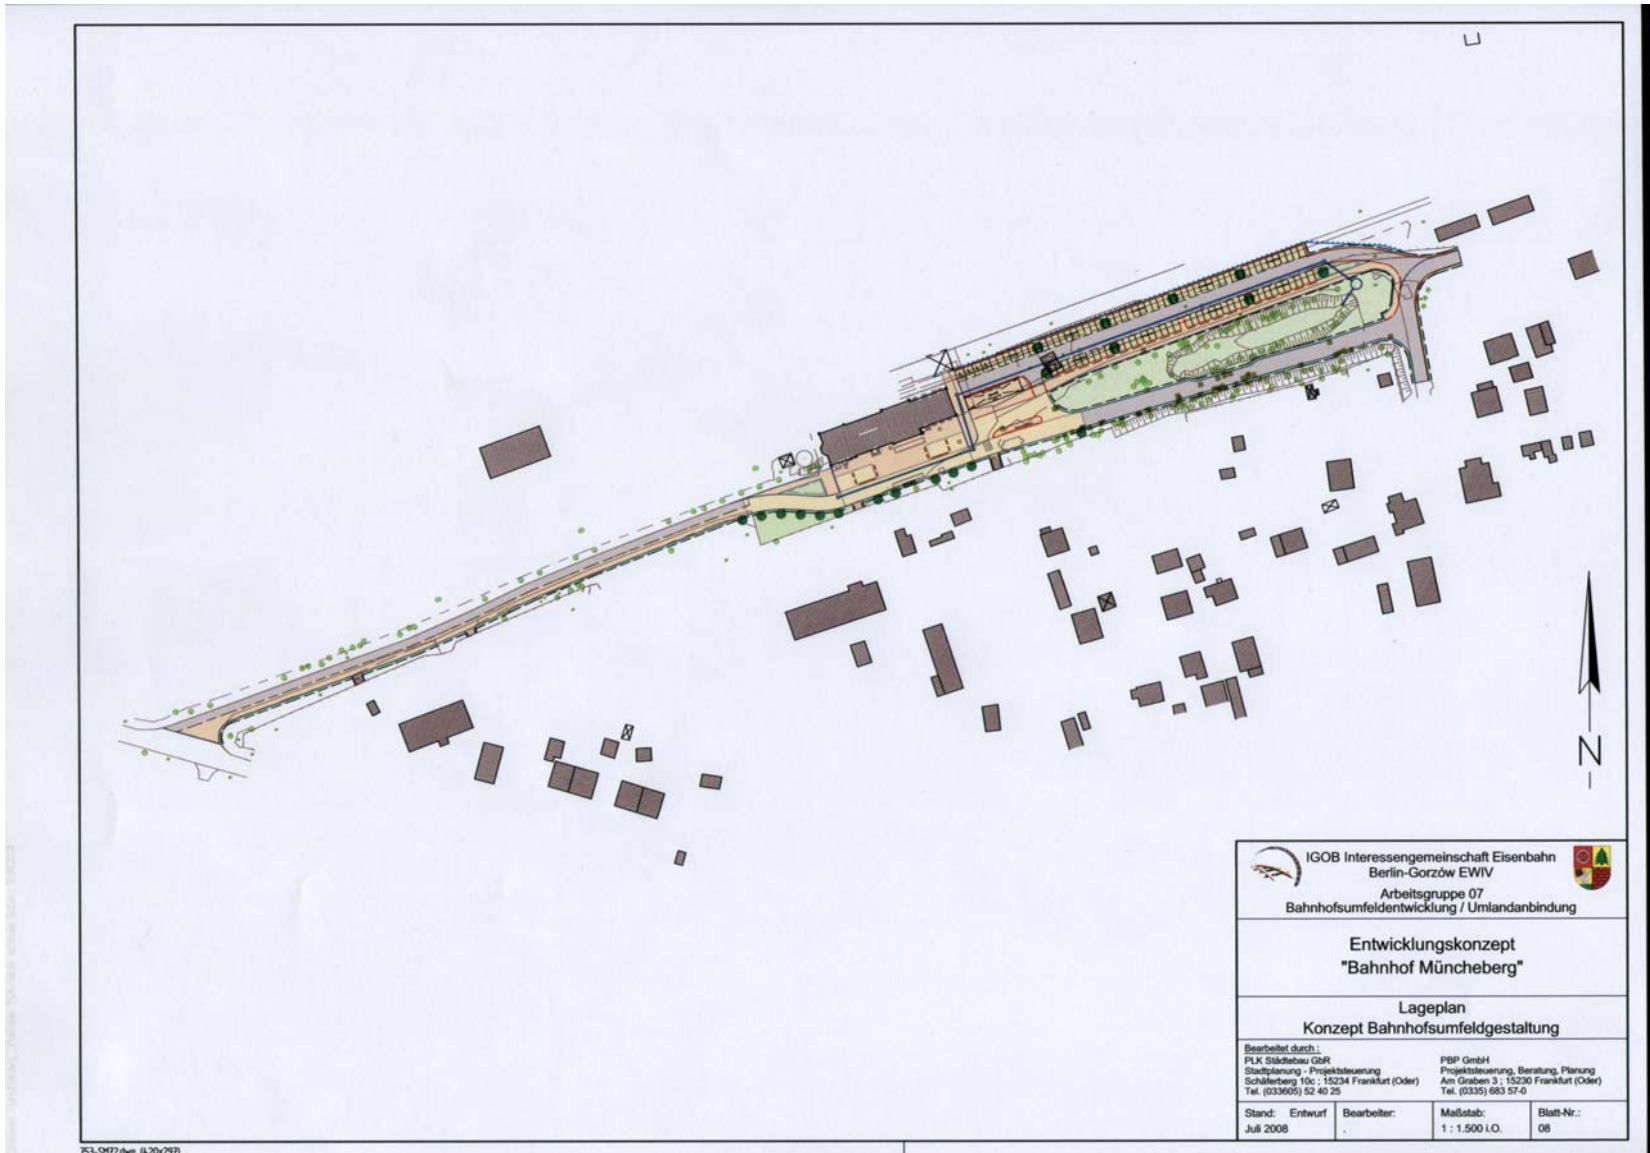 N
IGOB Interessengemeinschaft Eisenbahn
Berlin-Gorzów EWIV
Arbeitsgruppe 07
Bahnhofsumfeldentwicklung / Umlandanbindung
Entwicklungskonzept
"Bahnhof Müncheberg"
Lageplan
Konzept Bahnhofsumfeldgestaltung
Bearbeitet durch :
PLK Städtebau GbR
Stadtplanung - Projektsteuerung
Schäferberg 10c ; 15234 Frankfurt (Oder)
Tel. (033605) 52 40 25
PBP GmbH
Projektsteuerung, Beratung, Planung
Am Graben 3 ; 15230 Frankfurt (Oder)
Tel. (0335) 683 57-0
Stand: Entwurf
Juli 2008
Bearbeiter:
.
Maßstab:
1 : 1.500 i.O.
Blatt-Nr.:
08